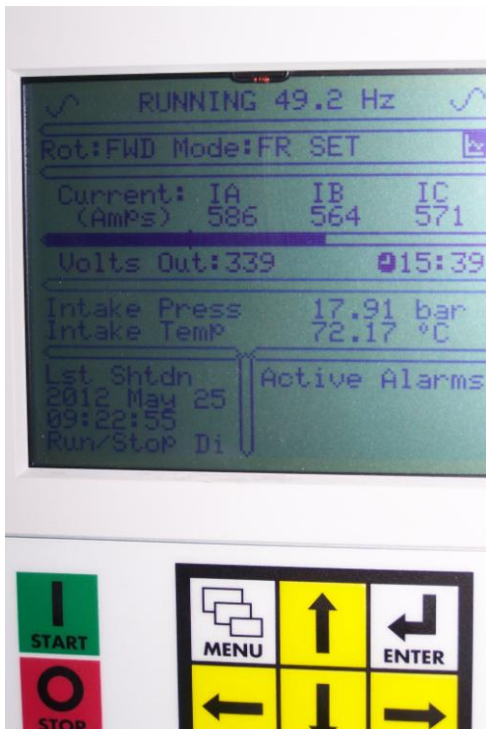 RUNNING 49.2 Hz
Rot:FWD Mode:FR SET
Current: IA IB IC
(Amps) 586 564 571
Volts Out:339 15:39
Intake Press 17.91 bar
Intake Temp 72.17 °C
Lst Shtdn Active Alarms
2012 May 25
09:22:55
Run/Stop Di
START
MENU
ENTER
STOP